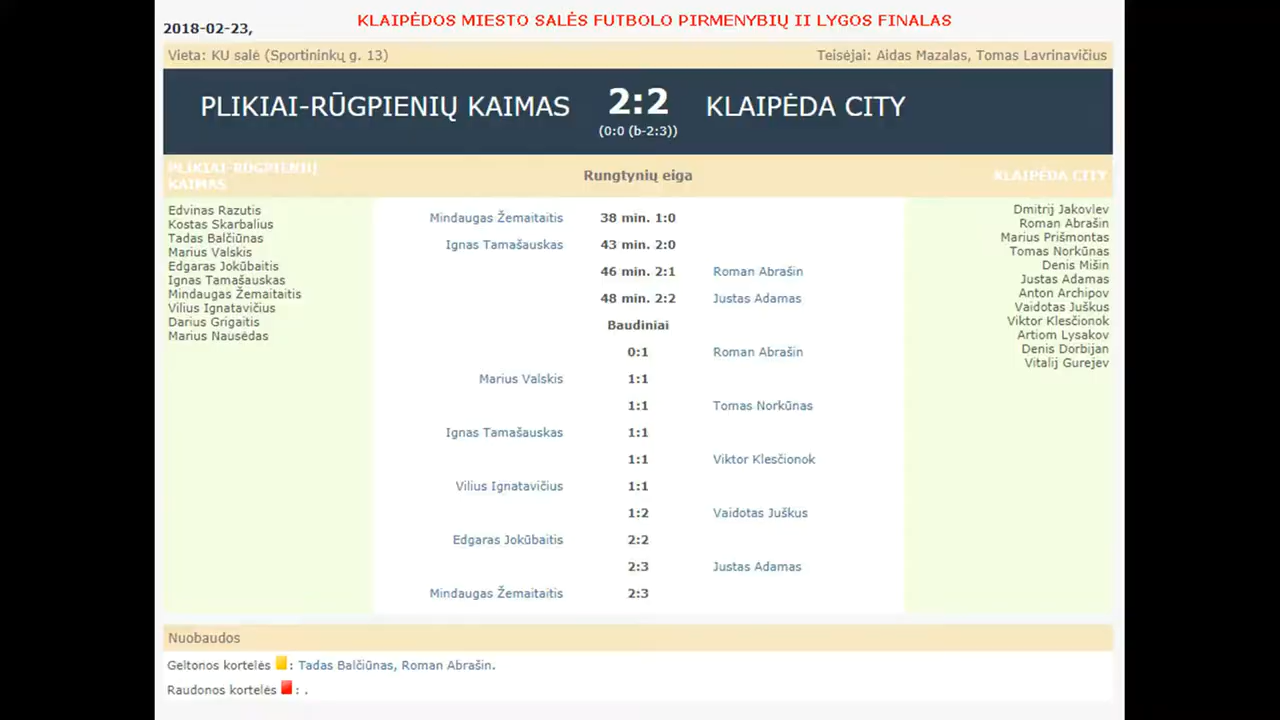 KLAIPĖDOS MIESTO SALĖS FUTBOLO PIRMENYBIŲ II LYGOS FINALAS
2018-02-23,
Vieta: KU salė (Sportininkų g. 13) Teisėjai: Aidas Mazalas, Tomas Lavrinavičius
PLIKIAI-RŪGPIENIŲ KAIMAS 2:2 KLAIPĖDA CITY
(0:0 (b-2:3))
PLIKIAI-RŪGPIENIŲ
KAIMAS
Rungtynių eiga
KLAIPĖDA CITY
Edvinas Razutis
Kostas Skarbalius
Tadas Balčiūnas
Marius Valskis
Edgaras Jokūbaitis
Ignas Tamašauskas
Mindaugas Žemaitaitis
Vilius Ignatavičius
Darius Grigaitis
Marius Nausėdas
Mindaugas Žemaitaitis 38 min. 1:0
Ignas Tamašauskas 43 min. 2:0
46 min. 2:1 Roman Abrašin
48 min. 2:2 Justas Adamas
Baudiniai
0:1 Roman Abrašin
Marius Valskis 1:1
1:1 Tomas Norkūnas
Ignas Tamašauskas 1:1
1:1 Viktor Klesčionok
Vilius Ignatavičius 1:1
1:2 Vaidotas Juškus
Edgaras Jokūbaitis 2:2
2:3 Justas Adamas
Mindaugas Žemaitaitis 2:3
Dmitrij Jakovlev
Roman Abrašin
Marius Prišmontas
Tomas Norkūnas
Denis Mišin
Justas Adamas
Anton Archipov
Vaidotas Juškus
Viktor Klesčionok
Artiom Lysakov
Denis Dorbijan
Vitalij Gurejev
Nuobaudos
Geltonos kortelės : Tadas Balčiūnas, Roman Abrašin.
Raudonos kortelės : .